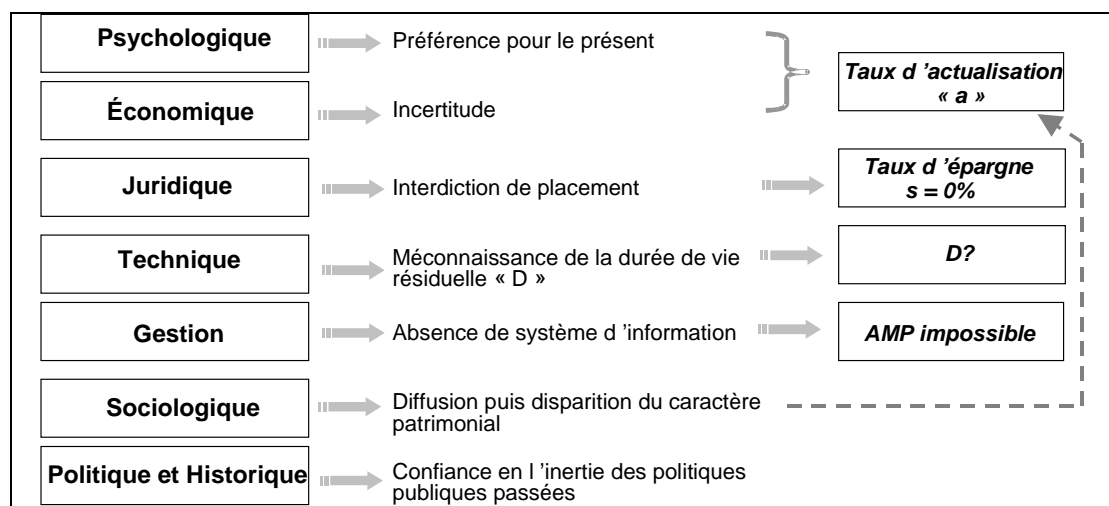 Psychologique
Préférence pour le présent
Taux d 'actualisation
« a »
Économique
Incertitude
Juridique
Interdiction de placement
Taux d 'épargne
s = 0%
Technique
Méconnaissance de la durée de vie
résiduelle « D »
D?
Gestion
Absence de système d 'information
AMP impossible
Sociologique
Diffusion puis disparition du caractère
patrimonial
Politique et Historique
Confiance en l 'inertie des politiques
publiques passées